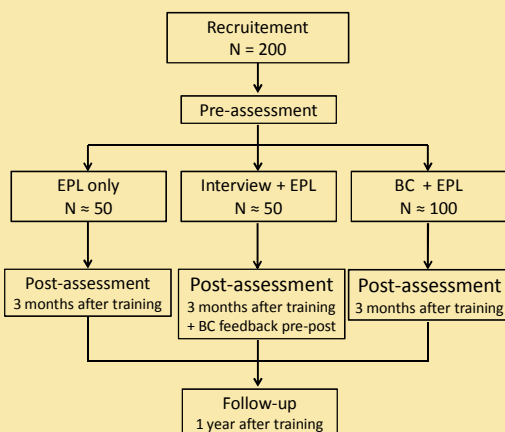 Recruitement
N = 200
Pre-assessment
EPL only
N ≈ 50
Interview + EPL
N ≈ 50
BC + EPL
N ≈ 100
Post-assessment
3 months after training
Post-assessment
3 months after training
+ BC feedback pre-post
Post-assessment
3 months after training
Follow-up
1 year after training